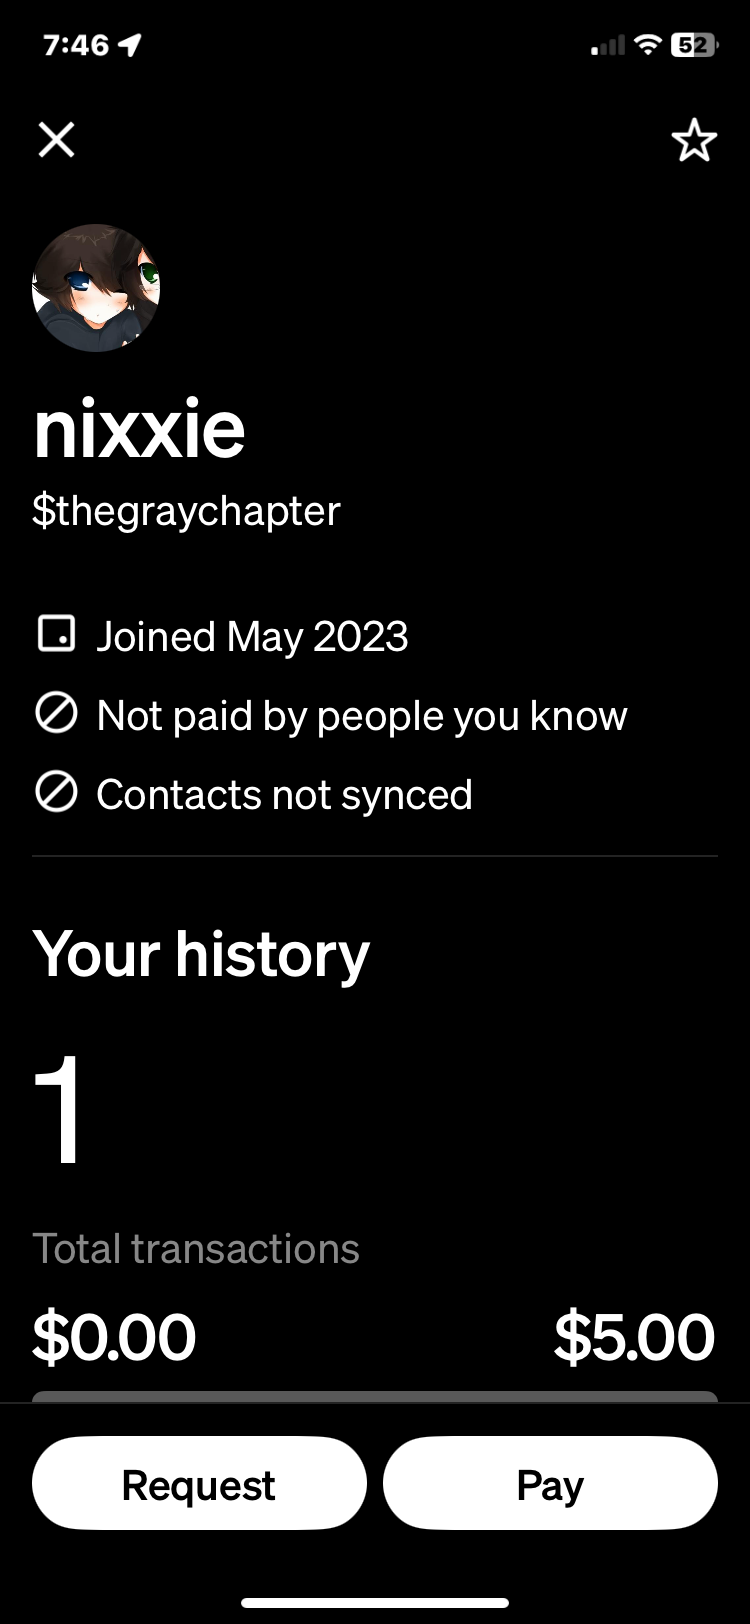 7:46
52
nixxie
$thegraychapter
Joined May 2023
Not paid by people you know
Contacts not synced
Your history
1
Total transactions
$0.00 $5.00
Request Pay